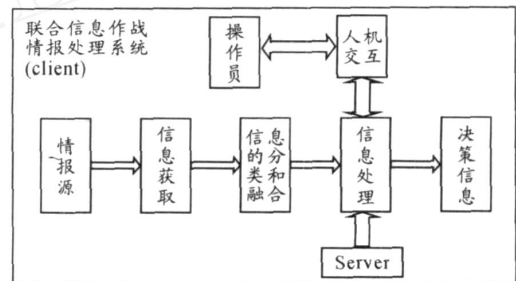 联合信息作战
情报处理系统
(client)
操作员
人机
交互
情报源
信息获取
信息
的分
类和
融合
信息处理
决策信息
Server